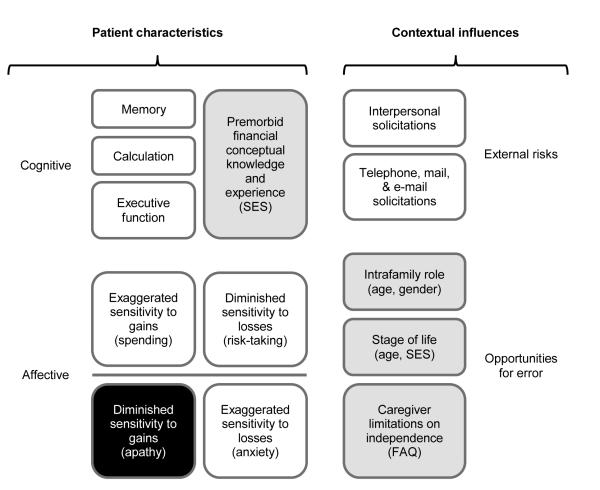 Patient characteristics
Contextual influences
Cognitive
Memory
Calculation
Executive
function
Premorbid
financial
conceptual
knowledge
and
experience
(SES)
Interpersonal
solicitations
Telephone, mail,
& e-mail
solicitations
External risks
Affective
Exaggerated
sensitivity to
gains
(spending)
Diminished
sensitivity to
losses
(risk-taking)
Diminished
sensitivity to
gains
(apathy)
Exaggerated
sensitivity to
losses
(anxiety)
Intrafamily role
(age, gender)
Stage of life
(age, SES)
Caregiver
limitations on
independence
(FAQ)
Opportunities
for error